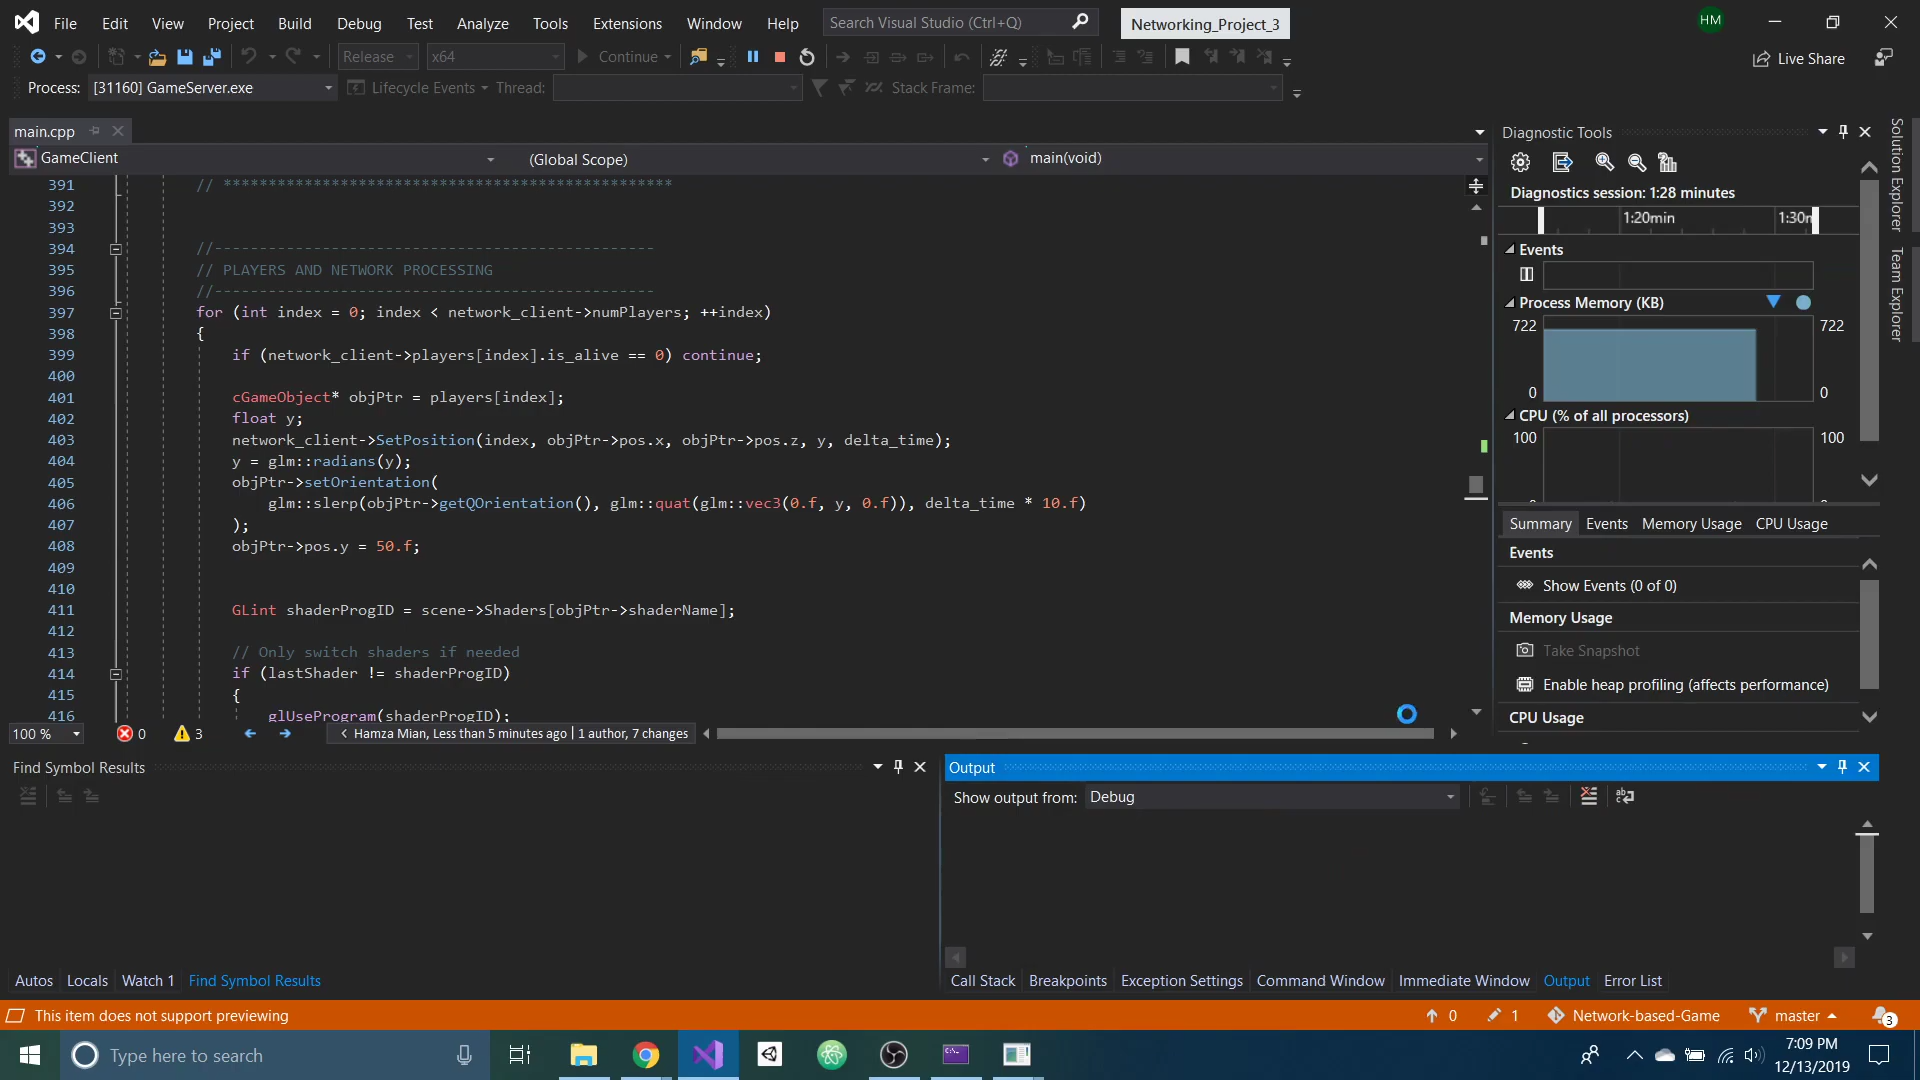 File Edit View Project Build Debug Test Analyze Tools Extensions Window Help Search Visual Studio (Ctrl+Q) Networking_Project_3 HM
Release x64 Continue Live Share
Process: [31160] GameServer.exe Lifecycle Events Thread: Stack Frame:
main.cpp
GameClient (Global Scope) main(void)
391 // **************************************************
392
393
394 //-------------------------------------------------
395 // PLAYERS AND NETWORK PROCESSING
396 //-------------------------------------------------
397 for (int index = 0; index < network_client->numPlayers; ++index)
398 {
399 if (network_client->players[index].is_alive == 0) continue;
400
401 cGameObject* objPtr = players[index];
402 float y;
403 network_client->SetPosition(index, objPtr->pos.x, objPtr->pos.z, y, delta_time);
404 y = glm::radians(y);
405 objPtr->setOrientation(
406 glm::slerp(objPtr->getQOrientation(), glm::quat(glm::vec3(0.f, y, 0.f)), delta_time * 10.f)
407 );
408 objPtr->pos.y = 50.f;
409
410
411 GLint shaderProgID = scene->Shaders[objPtr->shaderName];
412
413 // Only switch shaders if needed
414 if (lastShader != shaderProgID)
415 {
416 glUseProgram(shaderProgID);
100 % 0 3 Hamza Mian, Less than 5 minutes ago | 1 author, 7 changes
Diagnostic Tools
Diagnostics session: 1:28 minutes
1:20min
Events
Process Memory (KB)
722 722
0 0
CPU (% of all processors)
100 100
Summary Events Memory Usage CPU Usage
Events
Show Events (0 of 0)
Memory Usage
Take Snapshot
Enable heap profiling (affects performance)
CPU Usage
Solution Explorer
Team Explorer
Find Symbol Results
Output
Show output from: Debug
Autos Locals Watch 1 Find Symbol Results
Call Stack Breakpoints Exception Settings Command Window Immediate Window Output Error List
This item does not support previewing 0 1 Network-based-Game master 3
Type here to search
7:09 PM
12/13/2019